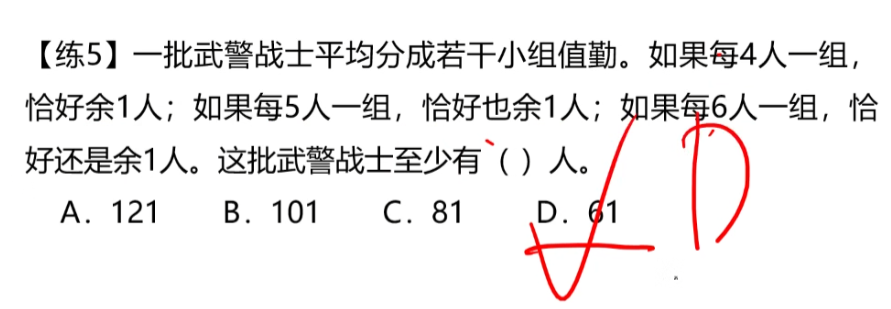 【练5】一批武警战士平均分成若干小组值勤。如果每4人一组，
恰好余1人；如果每5人一组，恰好也余1人；如果每6人一组，恰
好还是余1人。这批武警战士至少有（ ）人。
A．121 B．101 C．81 D．61
D